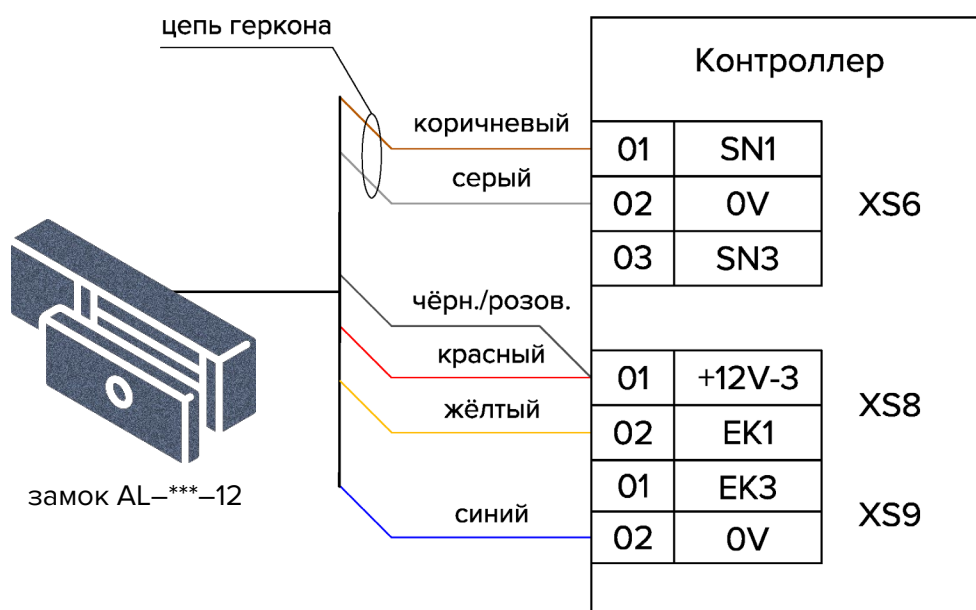 цепь геркона
Контроллер
коричневый
01 SN1
серый
02 0V
XS6
03 SN3
чёрн./розов.
красный
01 +12V-3
XS8
жёлтый
02 EK1
01 EK3
замок AL–***–12
XS9
синий
02 0V